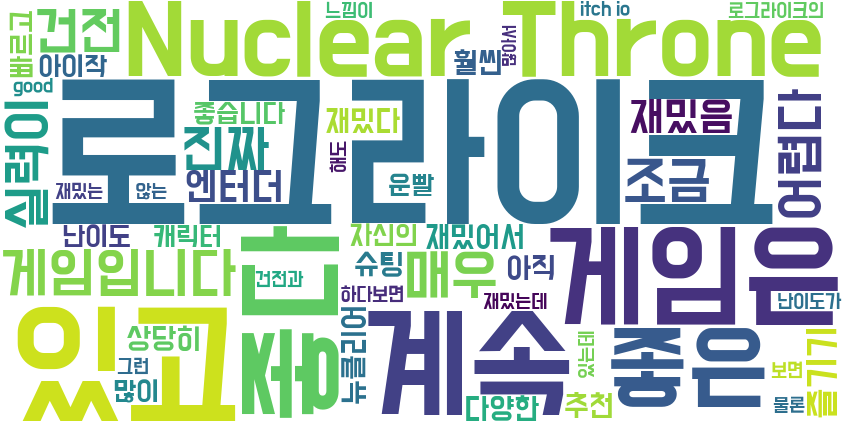 Nuclear Throne
느낌이
itch io
로그라이크의
빠르고
건전
아이작
훨씬
많아서
good
좋습니다
재밌다
재밌음
다렵어
실력이
진짜
해도
로그라이크
재밌는
않는
엔터더
운빨
조금
난이도
캐릭터
는
자신의
재밌어서
게임은
게임입니다
건전과
슈팅
매우
아직
하다보면
재밌는데
난이도가
있고
상당히
좀
뉴클리어
계속
좋은
있는데
즐기기
그런
많이
보면
다양한
추천
물론